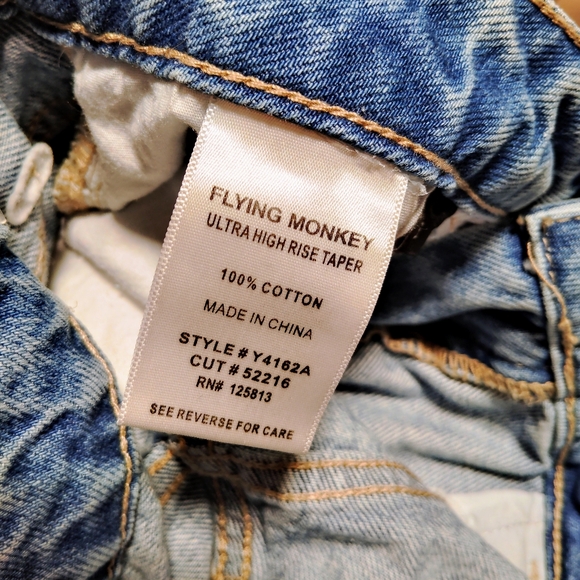 FLYING MONKEY
ULTRA HIGH RISE TAPER
100% COTTON
MADE IN CHINA
STYLE # Y4162A
CUT # 52216
RN# 125813
SEE REVERSE FOR CARE